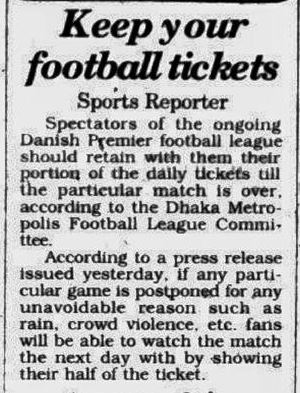 Keep your
football tickets
Sports Reporter
Spectators of the ongoing
Danish Premier football league
should retain with them their
portion of the daily tickets till
the particular match is over,
according to the Dhaka Metro-
polis Football League Commi-
ttee.
According to a press release
issued yesterday, if any parti-
cular game is postponed for any
unavoidable reason such as
rain, crowd violence, etc. fans
will be able to watch the match
the next day with by showing
their half of the ticket.